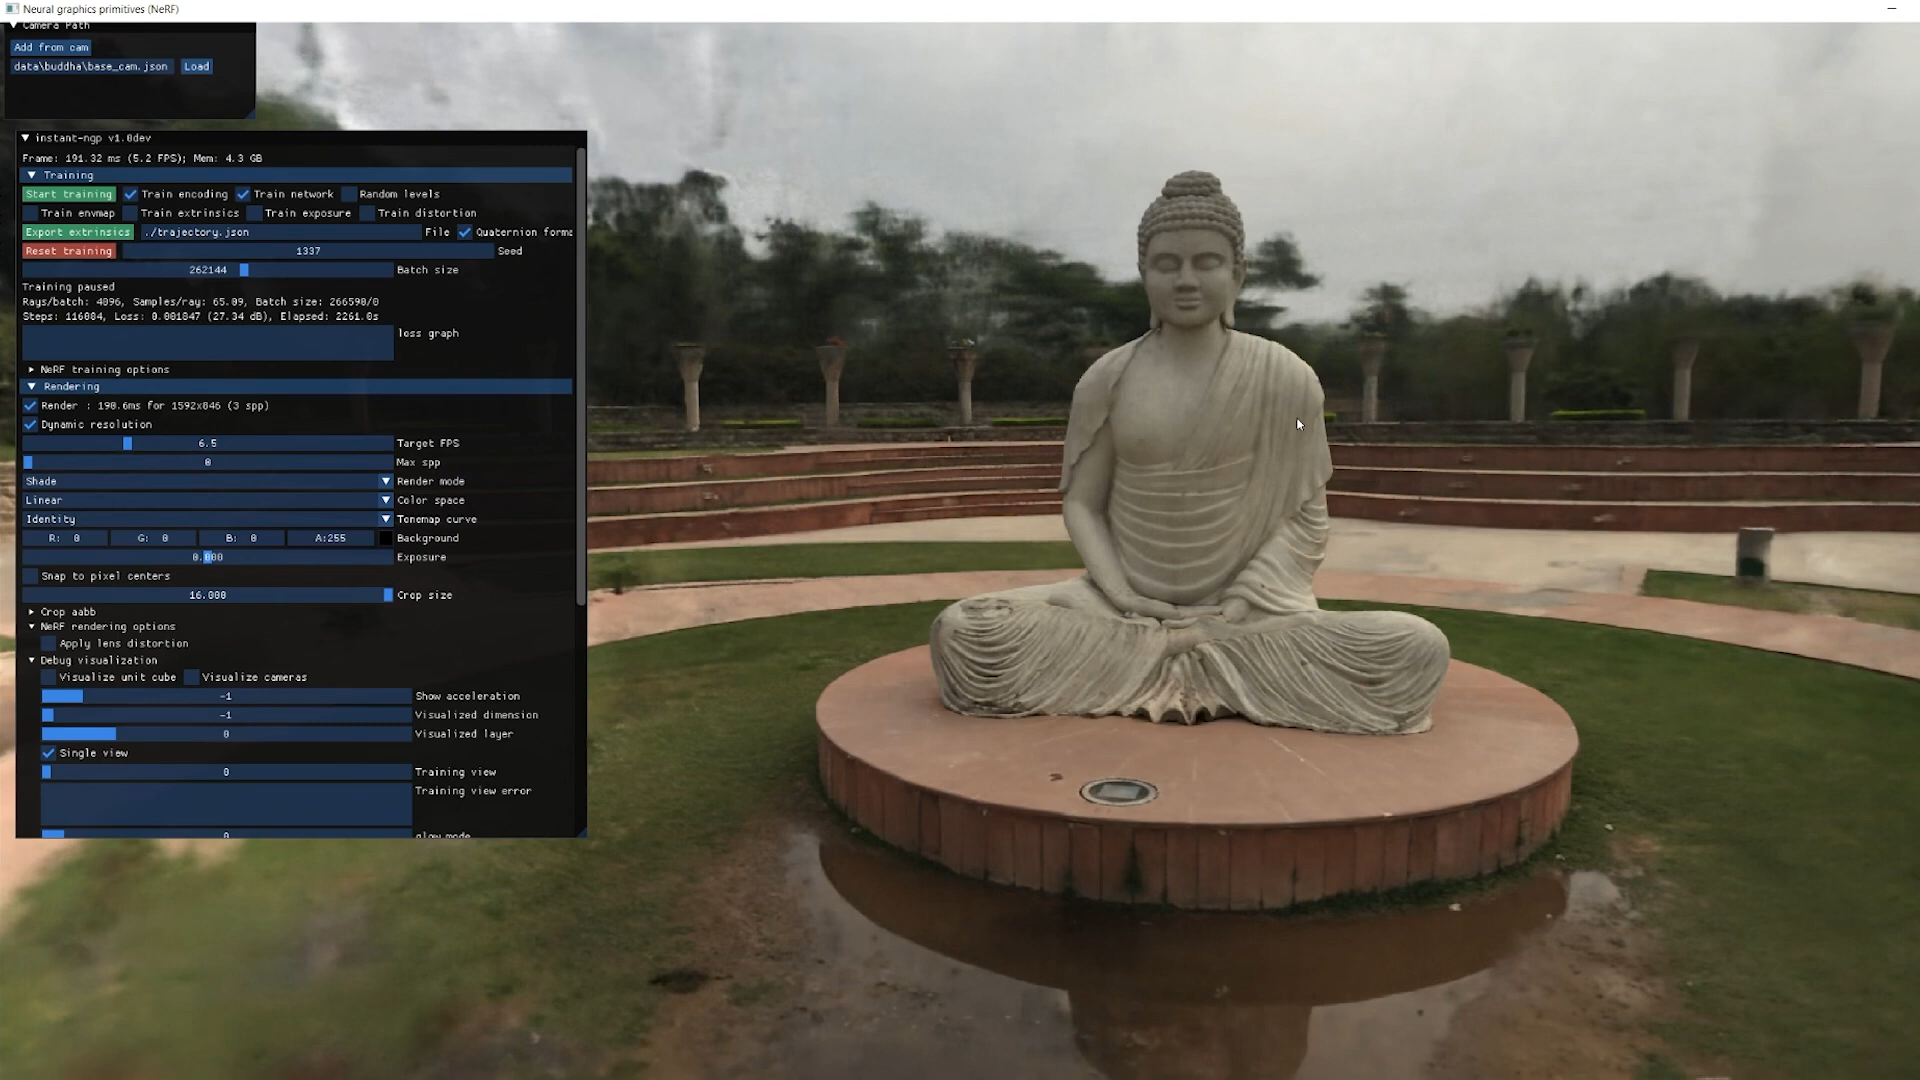 Neural graphics primitives (NeRF)
Camera Path
Add from cam
data\buddha\base_cam.json Load
instant-ngp v1.0dev
Frame: 191.32 ms (5.2 FPS); Mem: 4.3 GB
Training
Start training Train encoding Train network Random levels
Train envmap Train extrinsics Train exposure Train distortion
Export extrinsics ./trajectory.json File Quaternion forma
Reset training 1337 Seed
262144 Batch size
Training paused
Rays/batch: 4096, Samples/ray: 65.09, Batch size: 266590/0
Steps: 116084, Loss: 0.001847 (27.34 dB), Elapsed: 2261.0s
loss graph
NeRF training options
Rendering
Render : 190.6ms for 1592x846 (3 spp)
Dynamic resolution
6.5 Target FPS
0 Max spp
Shade Render mode
Linear Color space
Identity Tonemap curve
R: 0 G: 0 B: 0 A:255 Background
0.000 Exposure
Snap to pixel centers
16.000 Crop size
Crop aabb
NeRF rendering options
Apply lens distortion
Debug visualization
Visualize unit cube Visualize cameras
-1 Show acceleration
-1 Visualized dimension
0 Visualized layer
Single view
0 Training view
Training view error
0 glow mode